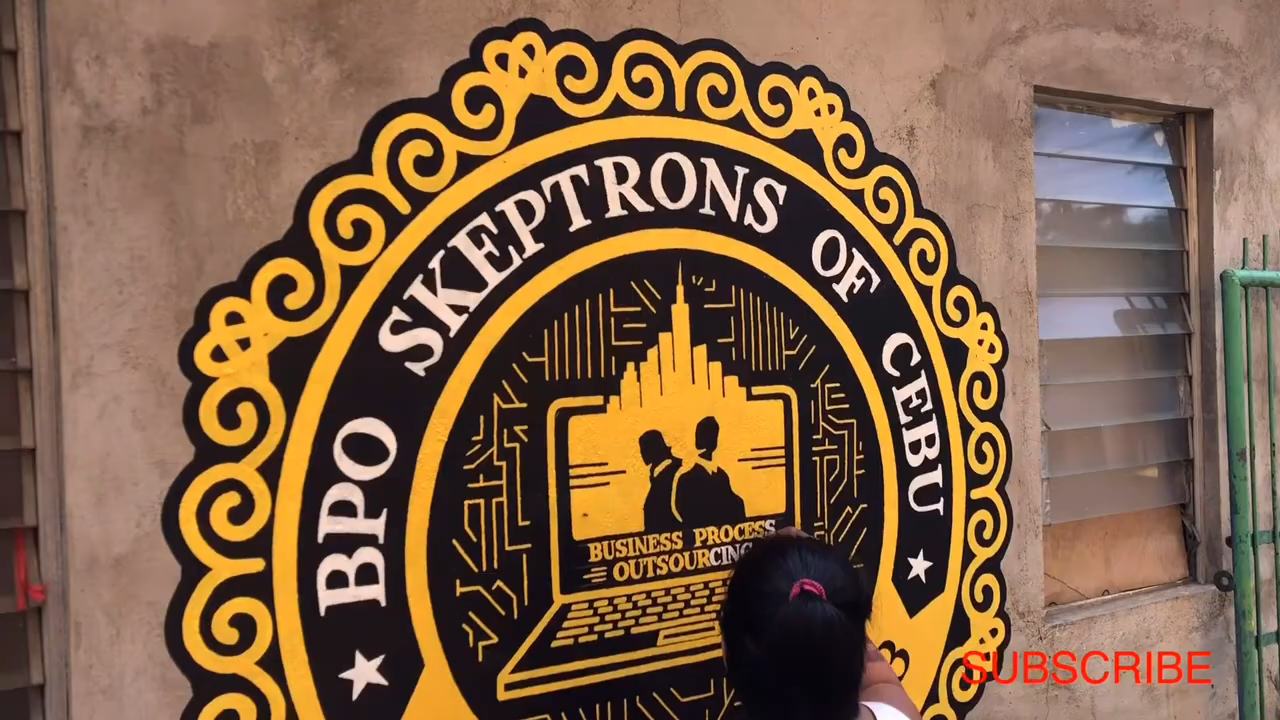 BPO SKEPTRONS OF CEBU
BUSINESS PROCESS
OUTSOURCING
SUBSCRIBE